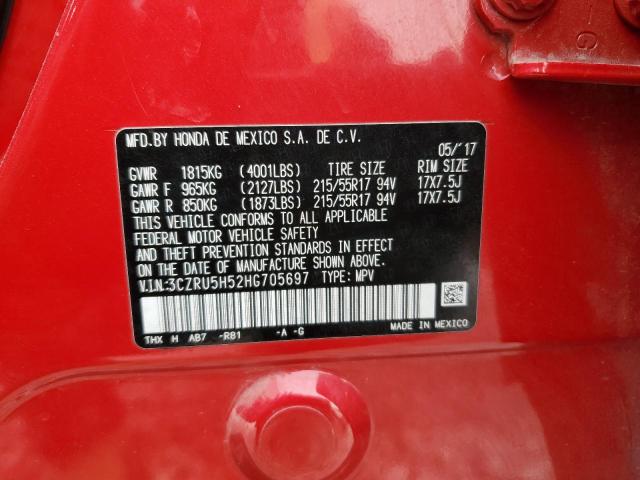 MFD.BY HONDA DE MEXICO S.A. DE C.V. 05/'17
GVWR 1815KG (4001LBS) TIRE SIZE RIM SIZE
GAWR F 965KG (2127LBS) 215/55R17 94V 17X7.5J
GAWR R 850KG (1873LBS) 215/55R17 94V 17X7.5J
THIS VEHICLE CONFORMS TO ALL APPLICABLE
FEDERAL MOTOR VEHICLE SAFETY
AND THEFT PREVENTION STANDARDS IN EFFECT
ON THE DATE OF MANUFACTURE SHOWN ABOVE.
V.I.N:3CZRU5H52HG705697 TYPE: MPV
THX H AB7 -R81 -A -G MADE IN MEXICO